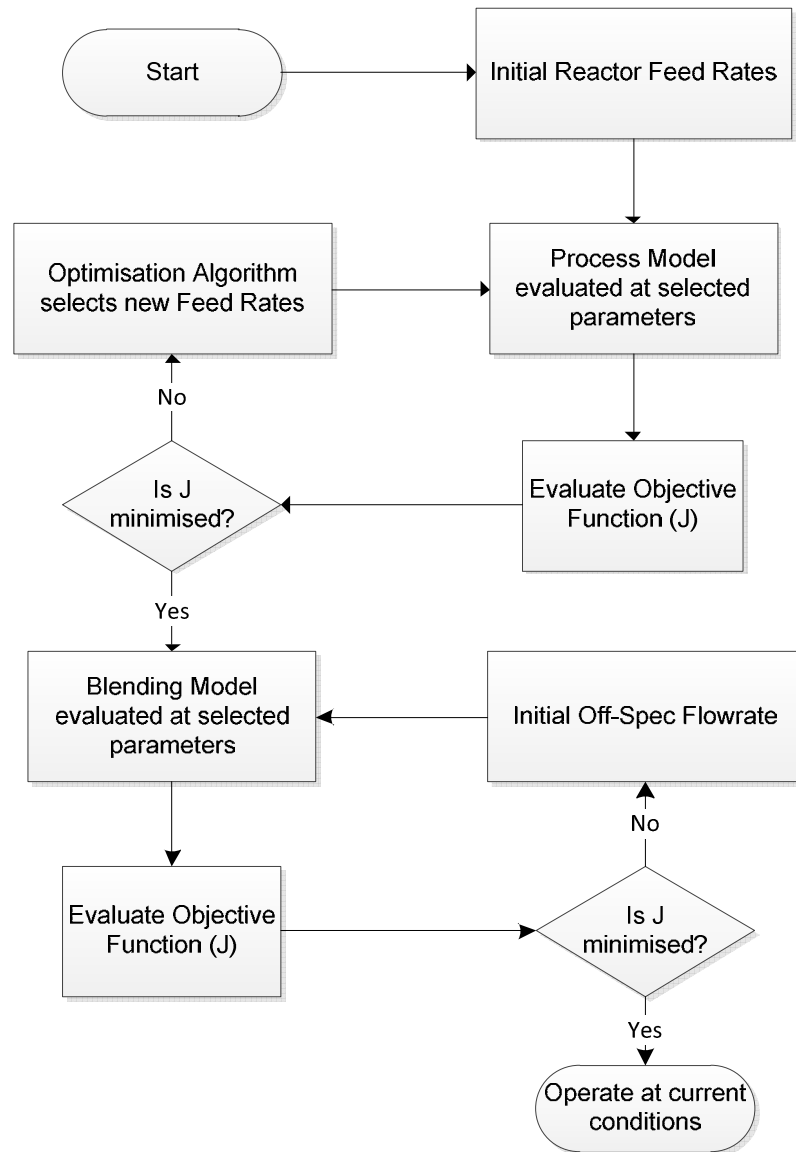 Start
Initial Reactor Feed Rates
Optimisation Algorithm
selects new Feed Rates
Process Model
evaluated at selected
parameters
No
Is J
minimised?
Evaluate Objective
Function (J)
Yes
Blending Model
evaluated at selected
parameters
Initial Off-Spec Flowrate
No
Evaluate Objective
Function (J)
Is J
minimised?
Yes
Operate at current
conditions